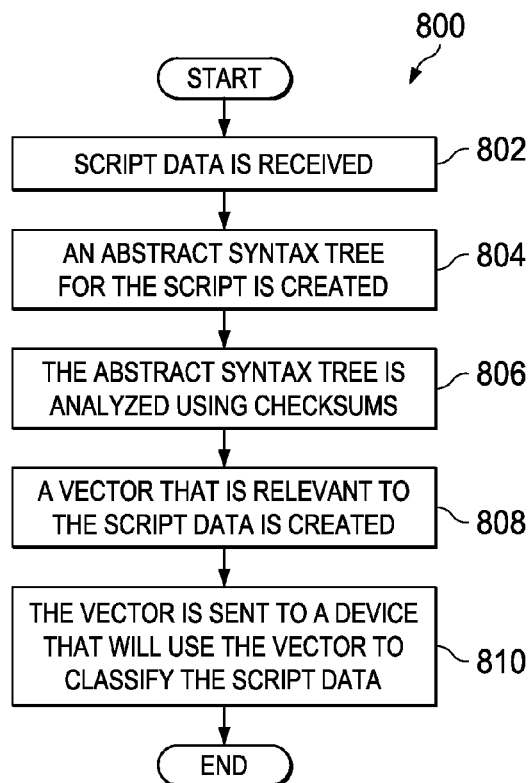 800
START
SCRIPT DATA IS RECEIVED
802
AN ABSTRACT SYNTAX TREE
FOR THE SCRIPT IS CREATED
804
THE ABSTRACT SYNTAX TREE IS
ANALYZED USING CHECKSUMS
806
A VECTOR THAT IS RELEVANT TO
THE SCRIPT DATA IS CREATED
808
THE VECTOR IS SENT TO A DEVICE
THAT WILL USE THE VECTOR TO
CLASSIFY THE SCRIPT DATA
810
END